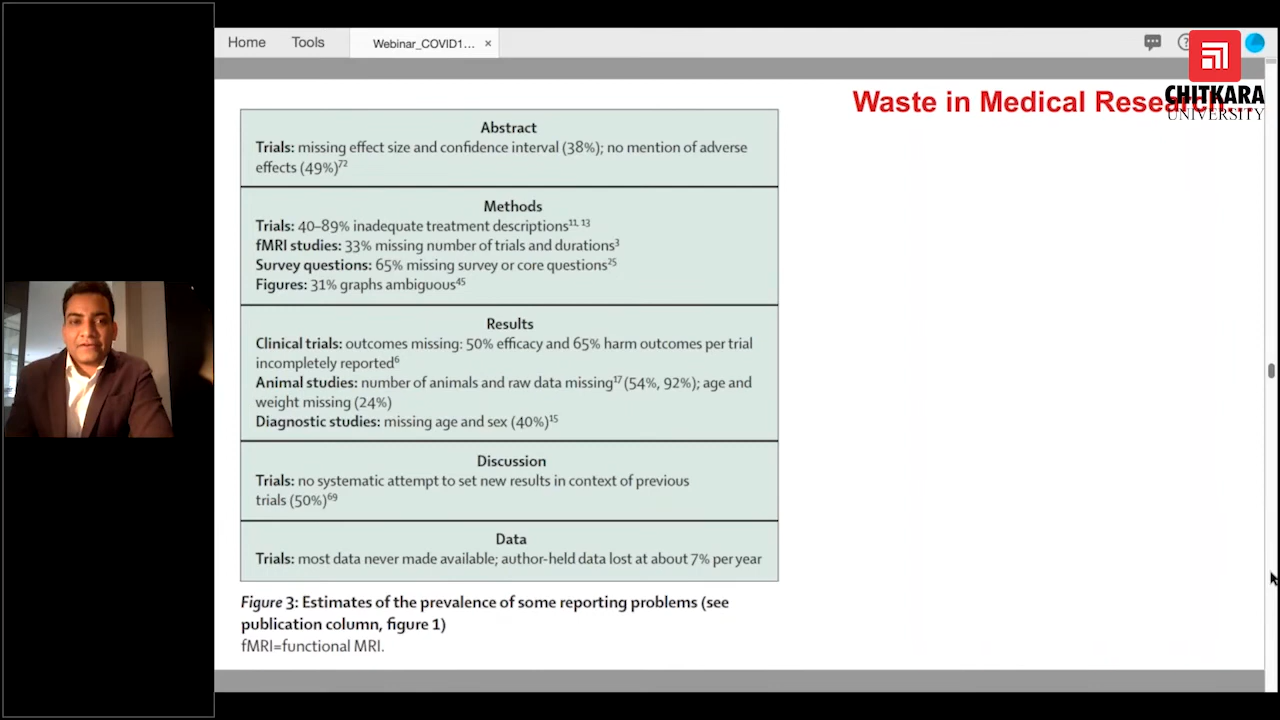 Home Tools Webinar_COVID1... ×
CHITKARA
UNIVERSITY
Waste in Medical Research...
Abstract
Trials: missing effect size and confidence interval (38%); no mention of adverse
effects (49%)⁷²
Methods
Trials: 40–89% inadequate treatment descriptions¹¹,¹³
fMRI studies: 33% missing number of trials and durations³
Survey questions: 65% missing survey or core questions²⁵
Figures: 31% graphs ambiguous⁴⁵
Results
Clinical trials: outcomes missing: 50% efficacy and 65% harm outcomes per trial
incompletely reported⁶
Animal studies: number of animals and raw data missing¹⁷ (54%, 92%); age and
weight missing (24%)
Diagnostic studies: missing age and sex (40%)¹⁵
Discussion
Trials: no systematic attempt to set new results in context of previous
trials (50%)⁶⁹
Data
Trials: most data never made available; author-held data lost at about 7% per year
Figure 3: Estimates of the prevalence of some reporting problems (see
publication column, figure 1)
fMRI=functional MRI.